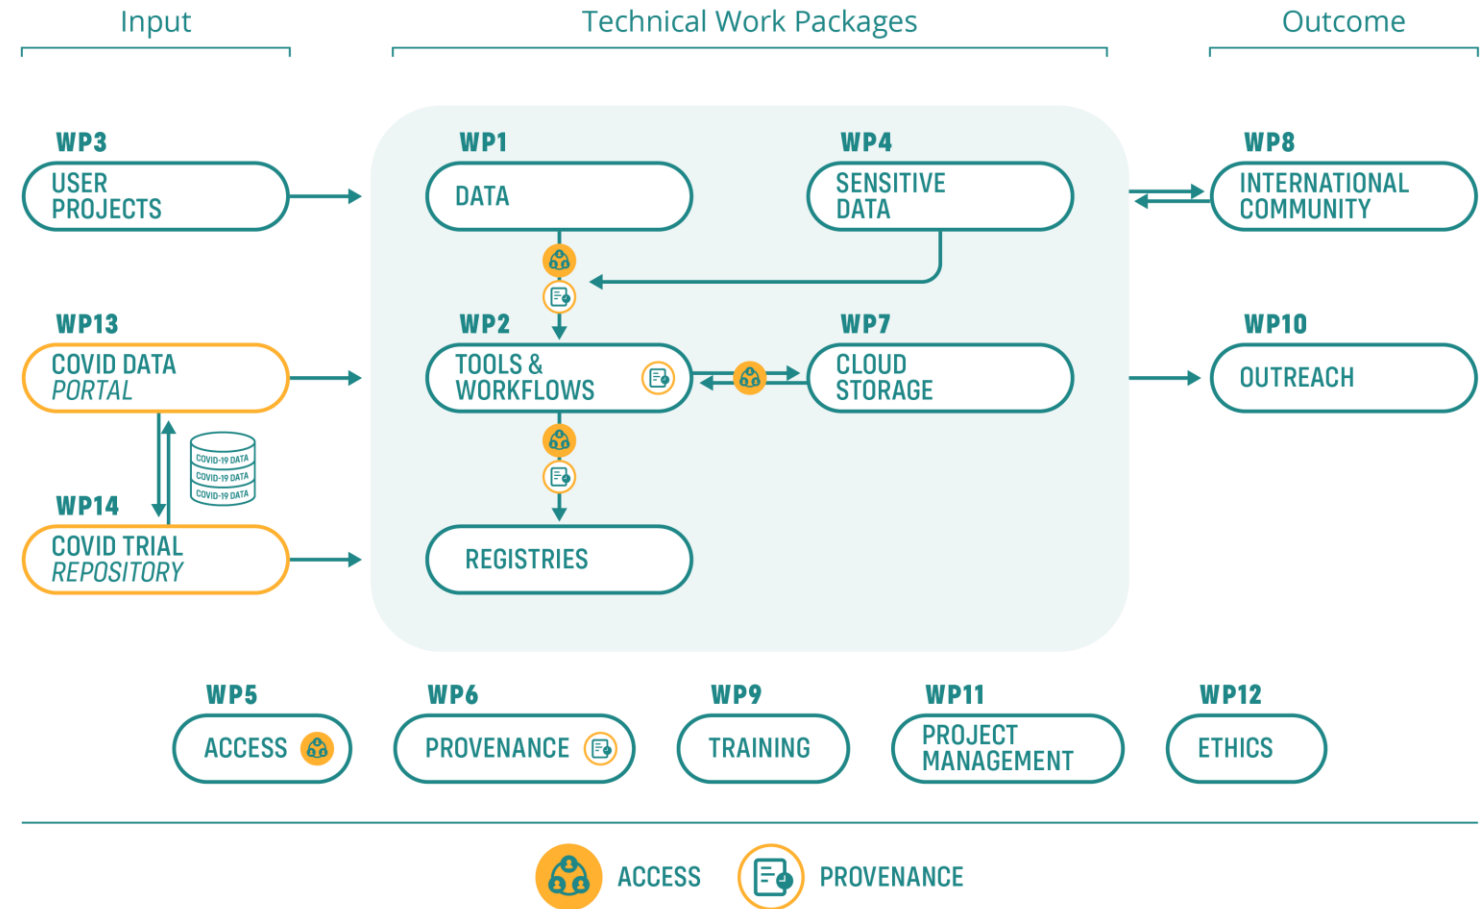 Input
Technical Work Packages
Outcome
WP3
USER
PROJECTS
WP1
DATA
WP4
SENSITIVE
DATA
WP8
INTERNATIONAL
COMMUNITY
WP13
COVID DATA
PORTAL
WP2
TOOLS &
WORKFLOWS
WP7
CLOUD
STORAGE
WP10
OUTREACH
COVID-19 DATA
COVID-19 DATA
COVID-19 DATA
WP14
COVID TRIAL
REPOSITORY
REGISTRIES
WP5
ACCESS
WP6
PROVENANCE
WP9
TRAINING
WP11
PROJECT
MANAGEMENT
WP12
ETHICS
ACCESS
PROVENANCE